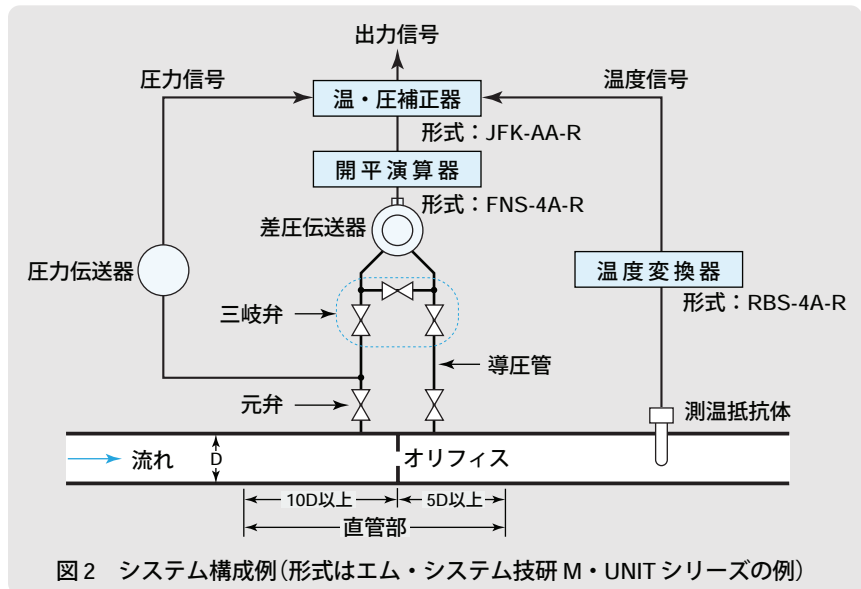 出力信号
圧力信号
温度信号
温・圧補正器
形式：JFK-AA-R
開平演算器
形式：FNS-4A-R
差圧伝送器
圧力伝送器
温度変換器
形式：RBS-4A-R
三岐弁
導圧管
元弁
測温抵抗体
流れ
D
オリフィス
10D以上
5D以上
直管部
図2 システム構成例(形式はエム・システム技研 M・UNIT シリーズの例)